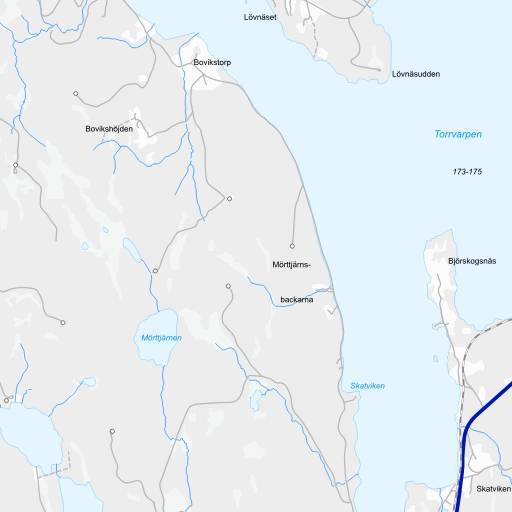 Lövnäset
Bovikstorp
Lövnäsudden
Bovikshöjden
Torrvarpen
173-175
Björskogsnäs
Mörttjärns-
backarna
Mörttjärnen
Skatviken
Skatviken